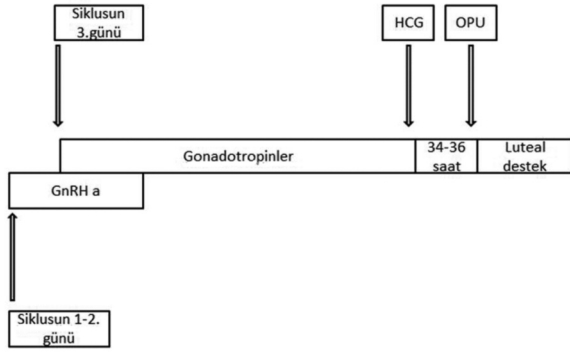 Siklusun
3.günü
HCG
OPU
Gonadotropinler
34-36
saat
Luteal
destek
GnRH a
Siklusun 1-2.
günü